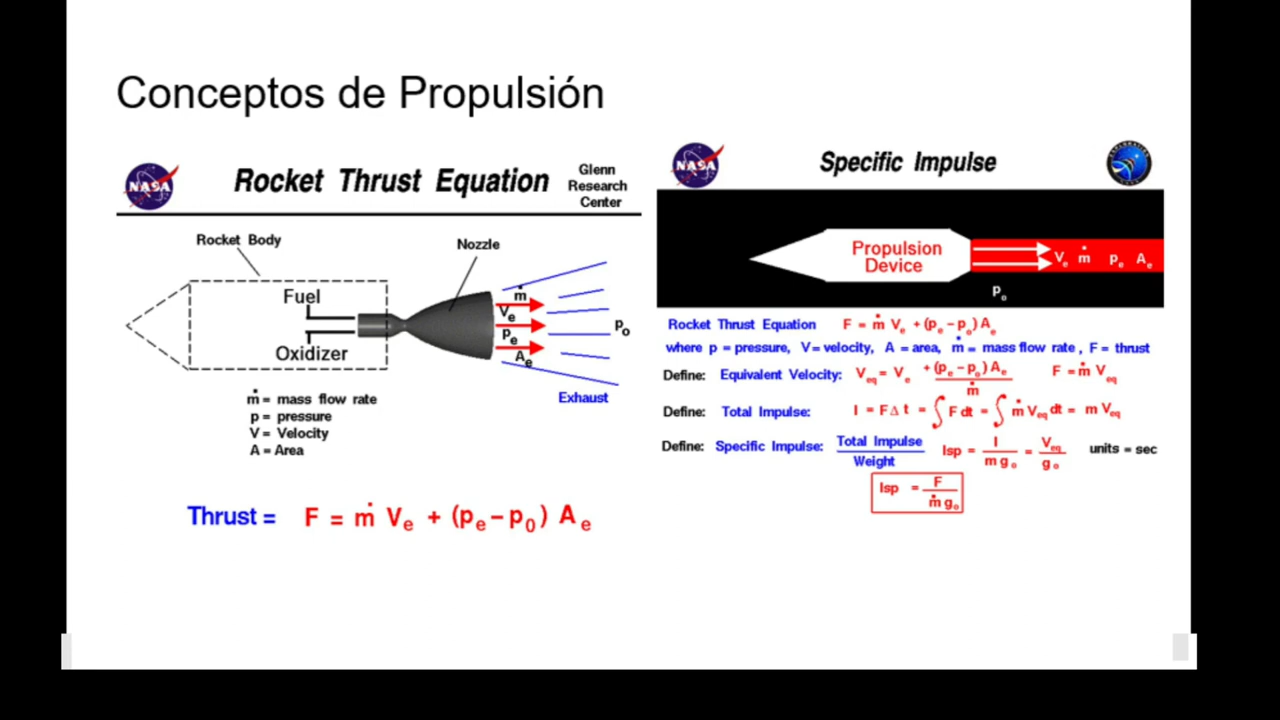 Conceptos de Propulsión
NASA
Rocket Thrust Equation
Glenn
Research
Center
Rocket Body
Nozzle
Fuel
Oxidizer
ṁ
Vₑ
pₑ
Aₑ
pₒ
Exhaust
ṁ = mass flow rate
p = pressure
V = Velocity
A = Area
Thrust = F = ṁ Vₑ + (pₑ – p₀) Aₑ
NASA
Specific Impulse
Propulsion
Device
Vₑ ṁ pₑ Aₑ
pₒ
Rocket Thrust Equation F = ṁ Vₑ + (pₑ – pₒ) Aₑ
where p = pressure, V = velocity, A = area, ṁ = mass flow rate, F = thrust
Define: Equivalent Velocity: Veq = Vₑ + (pₑ – pₒ) Aₑ / ṁ F = ṁ Veq
Define: Total Impulse: I = F Δ t = ∫ F dt = ∫ ṁ Veq dt = m Veq
Define: Specific Impulse: Total Impulse / Weight Isp = I / m gₒ = Veq / gₒ units = sec
Isp = F / ṁ gₒ